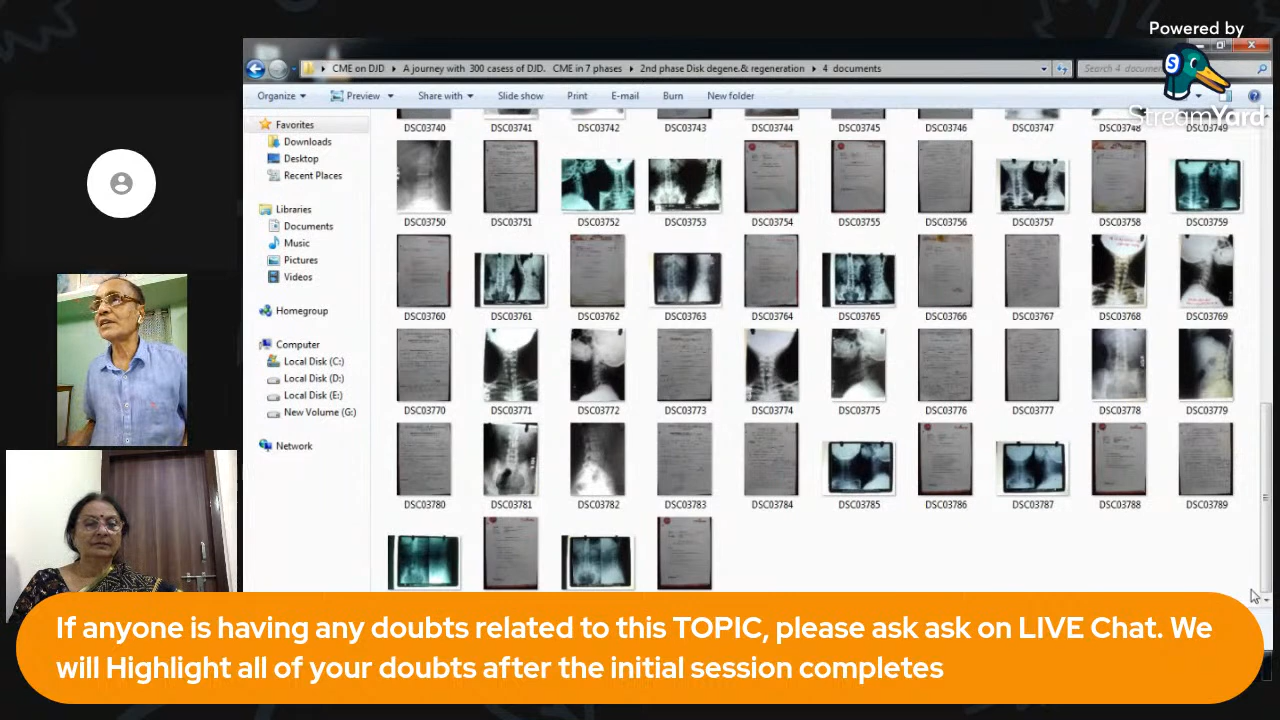 Powered by
StreamYard
CME on DJD
A journey with 300 casess of DJD. CME in 7 phases
2nd phase Disk degene.& regeneration
4 documents
Organize
Preview
Share with
Slide show
Print
E-mail
Burn
New folder
Favorites
Downloads
Desktop
Recent Places
Libraries
Documents
Music
Pictures
Videos
Homegroup
Computer
Local Disk (C:)
Local Disk (D:)
Local Disk (E:)
New Volume (G:)
Network
DSC03740 DSC03741 DSC03742 DSC03743 DSC03744 DSC03745 DSC03746 DSC03747 DSC03748 DSC03749
DSC03750 DSC03751 DSC03752 DSC03753 DSC03754 DSC03755 DSC03756 DSC03757 DSC03758 DSC03759
DSC03760 DSC03761 DSC03762 DSC03763 DSC03764 DSC03765 DSC03766 DSC03767 DSC03768 DSC03769
DSC03770 DSC03771 DSC03772 DSC03773 DSC03774 DSC03775 DSC03776 DSC03777 DSC03778 DSC03779
DSC03780 DSC03781 DSC03782 DSC03783 DSC03784 DSC03785 DSC03786 DSC03787 DSC03788 DSC03789
If anyone is having any doubts related to this TOPIC, please ask ask on LIVE Chat. We
will Highlight all of your doubts after the initial session completes